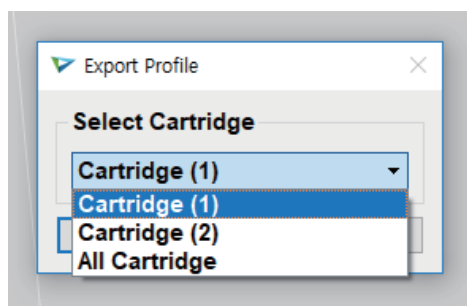 Export Profile
Select Cartridge
Cartridge (1)
Cartridge (1)
Cartridge (2)
All Cartridge